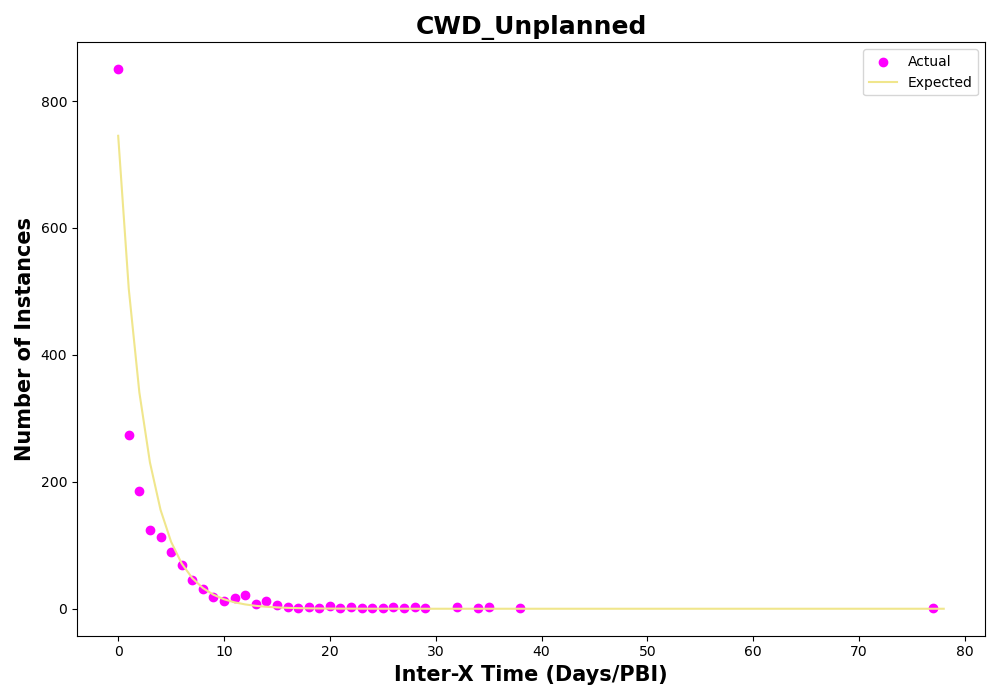 CWD_Unplanned
Actual
Expected
Number of Instances
800
600
400
200
0
0 10 20 30 40 50 60 70 80
Inter-X Time (Days/PBI)